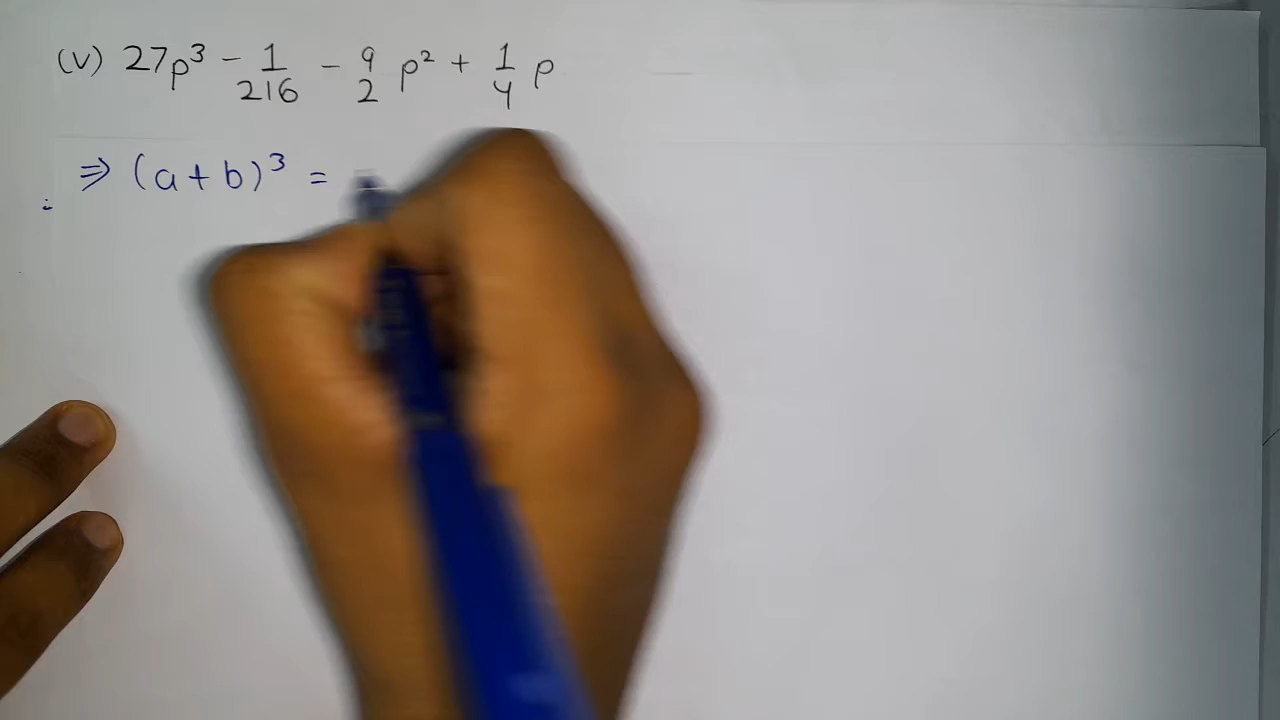 (v) 27p³ - 1/216 - 9/2 p² + 1/4 p
⇒ (a+b)³ =